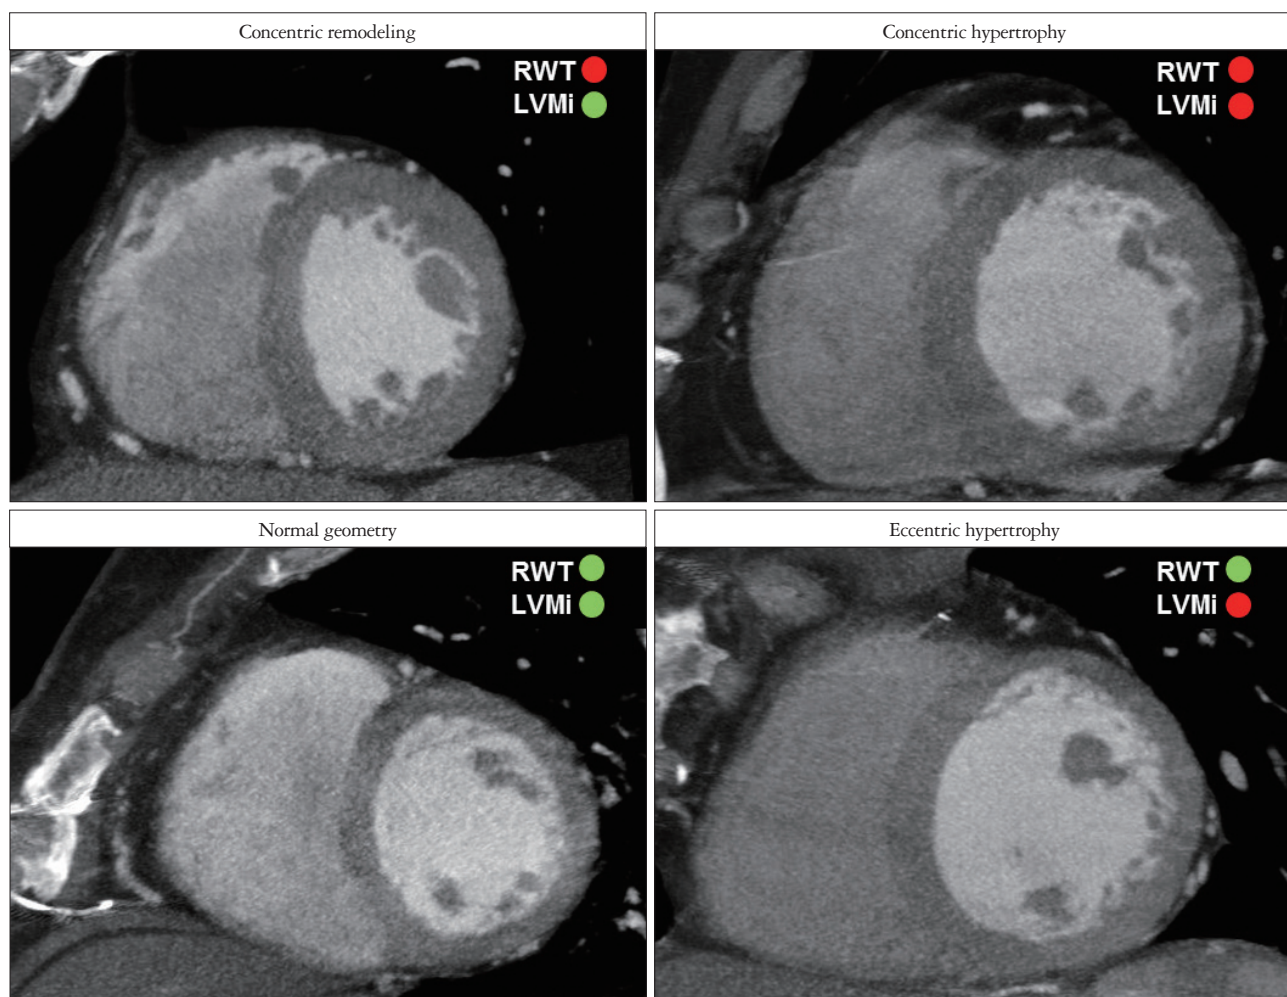 Concentric remodeling
RWT
LVMi
Concentric hypertrophy
RWT
LVMi
Normal geometry
RWT
LVMi
Eccentric hypertrophy
RWT
LVMi